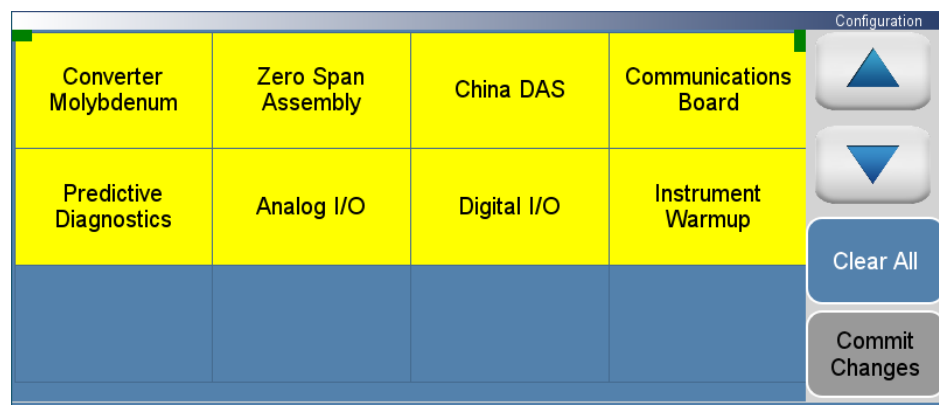 Configuration
Converter
Molybdenum
Zero Span
Assembly
China DAS
Communications
Board
Predictive
Diagnostics
Analog I/O
Digital I/O
Instrument
Warmup
Clear All
Commit
Changes